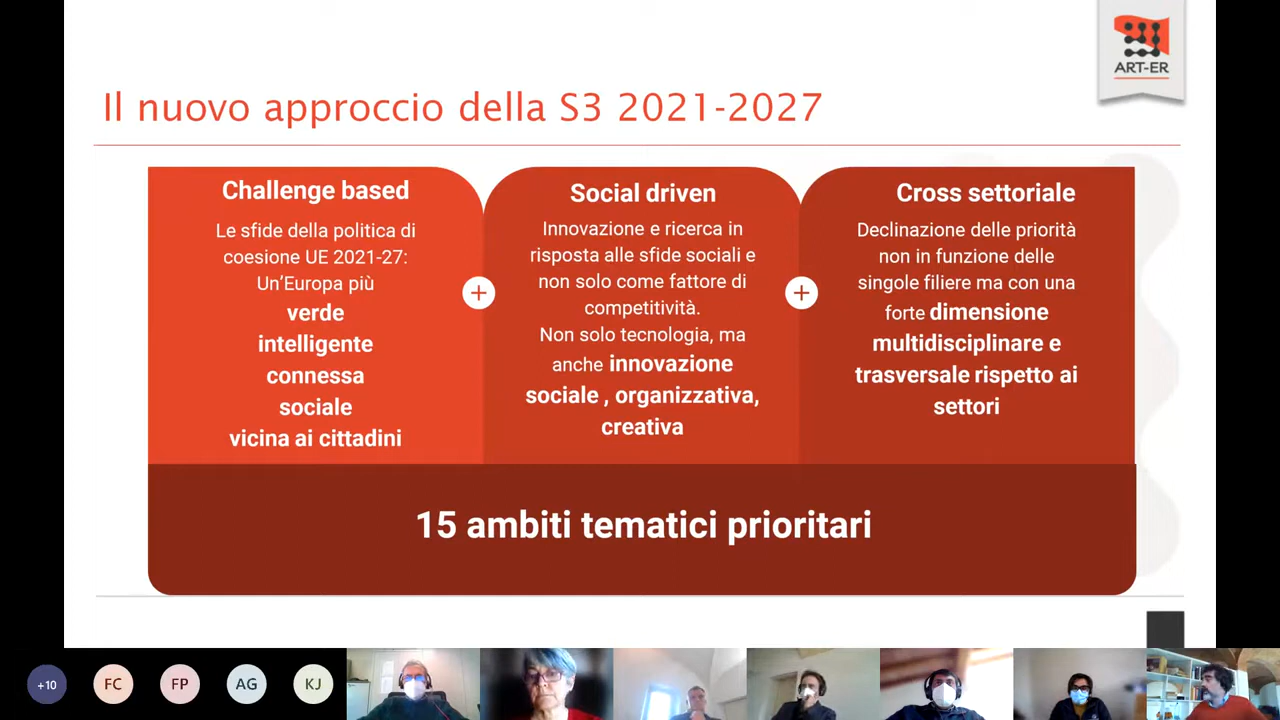 ART-ER
Il nuovo approccio della S3 2021-2027
Challenge based
Le sfide della politica di
coesione UE 2021-27:
Un'Europa più
verde
intelligente
connessa
sociale
vicina ai cittadini
+
Social driven
Innovazione e ricerca in
risposta alle sfide sociali e
non solo come fattore di
competitività.
Non solo tecnologia, ma
anche innovazione
sociale , organizzativa,
creativa
+
Cross settoriale
Declinazione delle priorità
non in funzione delle
singole filiere ma con una
forte dimensione
multidisciplinare e
trasversale rispetto ai
settori
15 ambiti tematici prioritari
+10
FC
FP
AG
KJ